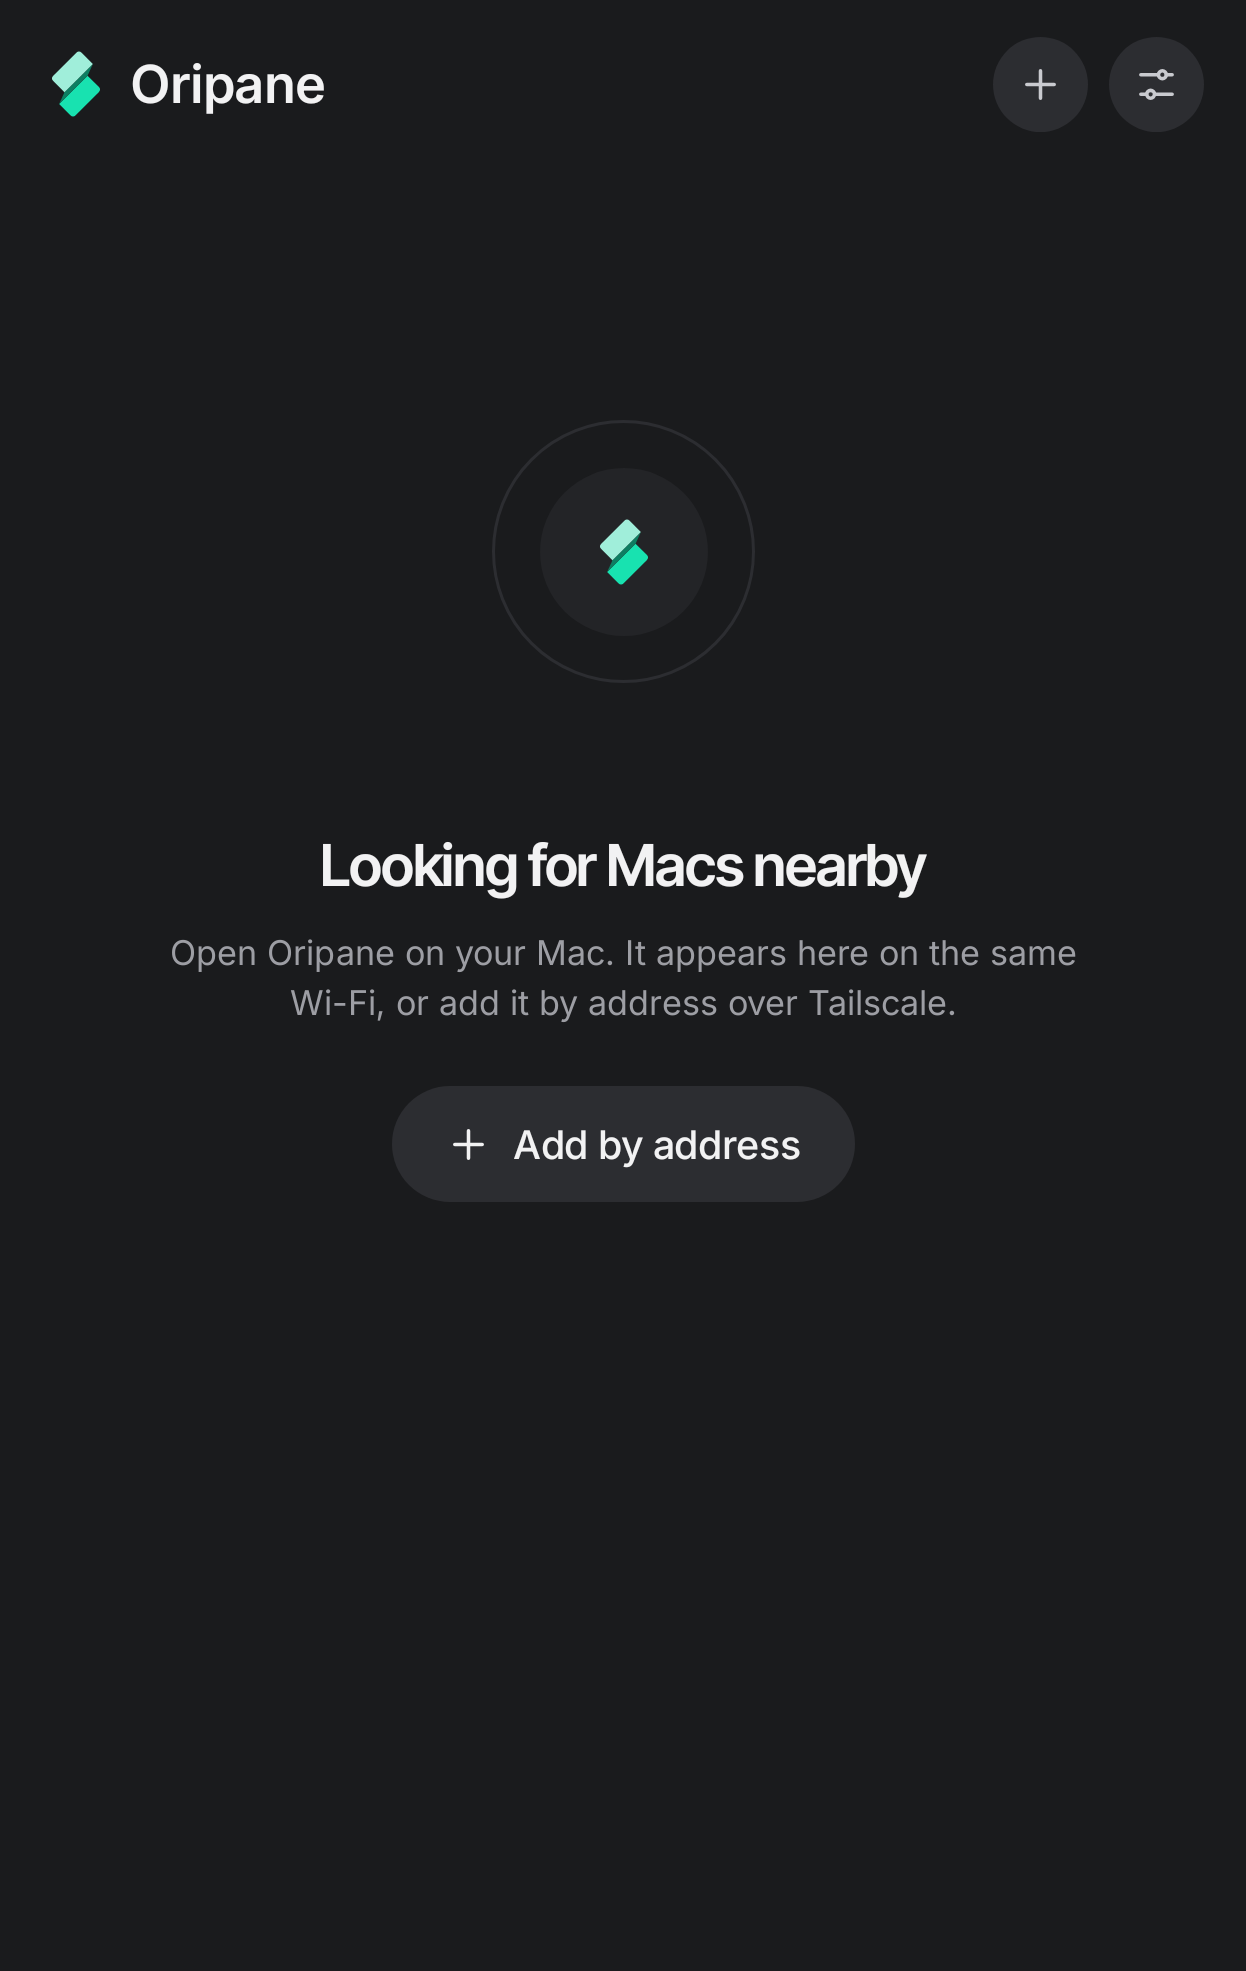 Oripane
Looking for Macs nearby
Open Oripane on your Mac. It appears here on the same
Wi-Fi, or add it by address over Tailscale.
Add by address